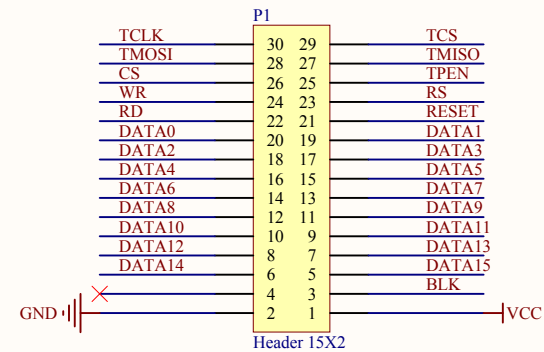 P1
TCLK 30 29 TCS
TMOSI 28 27 TMISO
CS 26 25 TPEN
WR 24 23 RS
RD 22 21 RESET
DATA0 20 19 DATA1
DATA2 18 17 DATA3
DATA4 16 15 DATA5
DATA6 14 13 DATA7
DATA8 12 11 DATA9
DATA10 10 9 DATA11
DATA12 8 7 DATA13
DATA14 6 5 DATA15
4 3 BLK
GND 2 1 VCC
Header 15X2